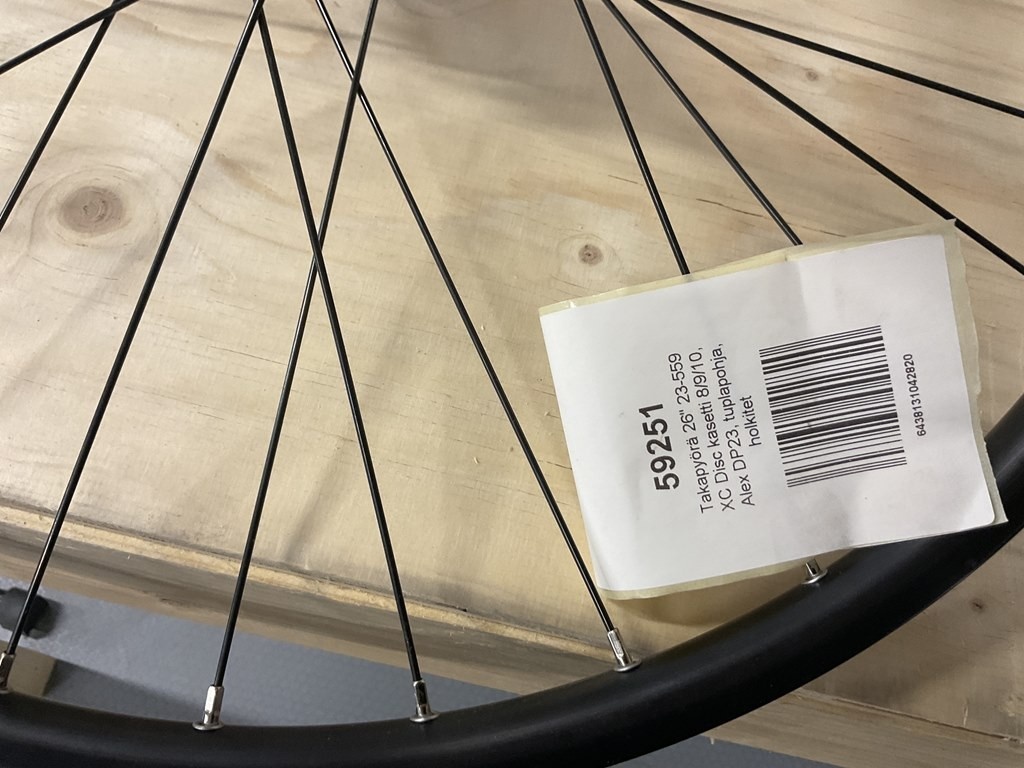 59251
Takapyörä 26" 23-559
XC Disc kasetti 8/9/10,
Alex DP23, tuplapohja,
holkitet
6438131042820